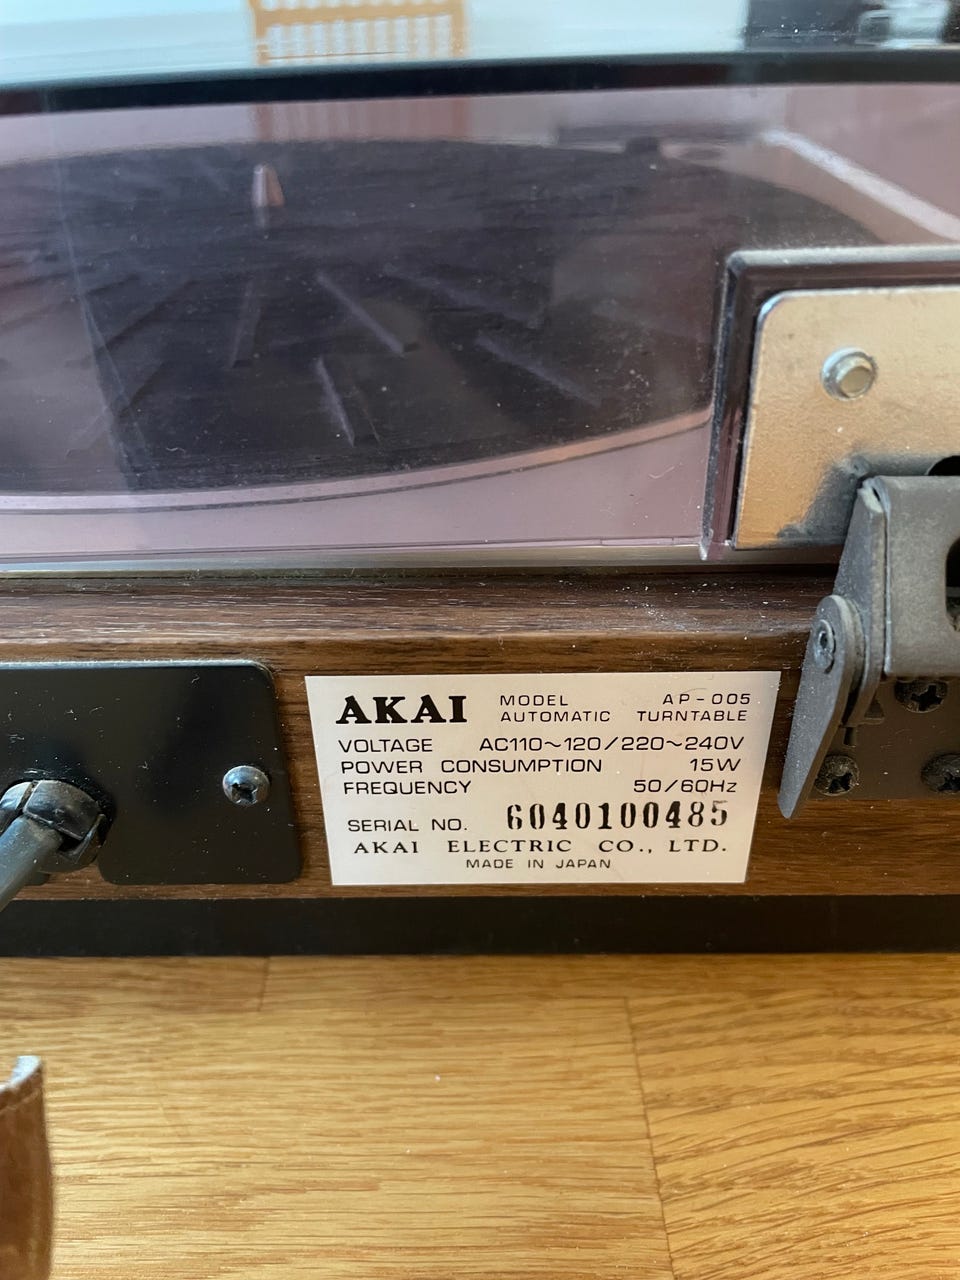 AKAI MODEL AP-005
AUTOMATIC TURNTABLE
VOLTAGE AC110~120/220~240V
POWER CONSUMPTION 15W
FREQUENCY 50/60Hz
SERIAL NO. 6040100485
AKAI ELECTRIC CO., LTD.
MADE IN JAPAN